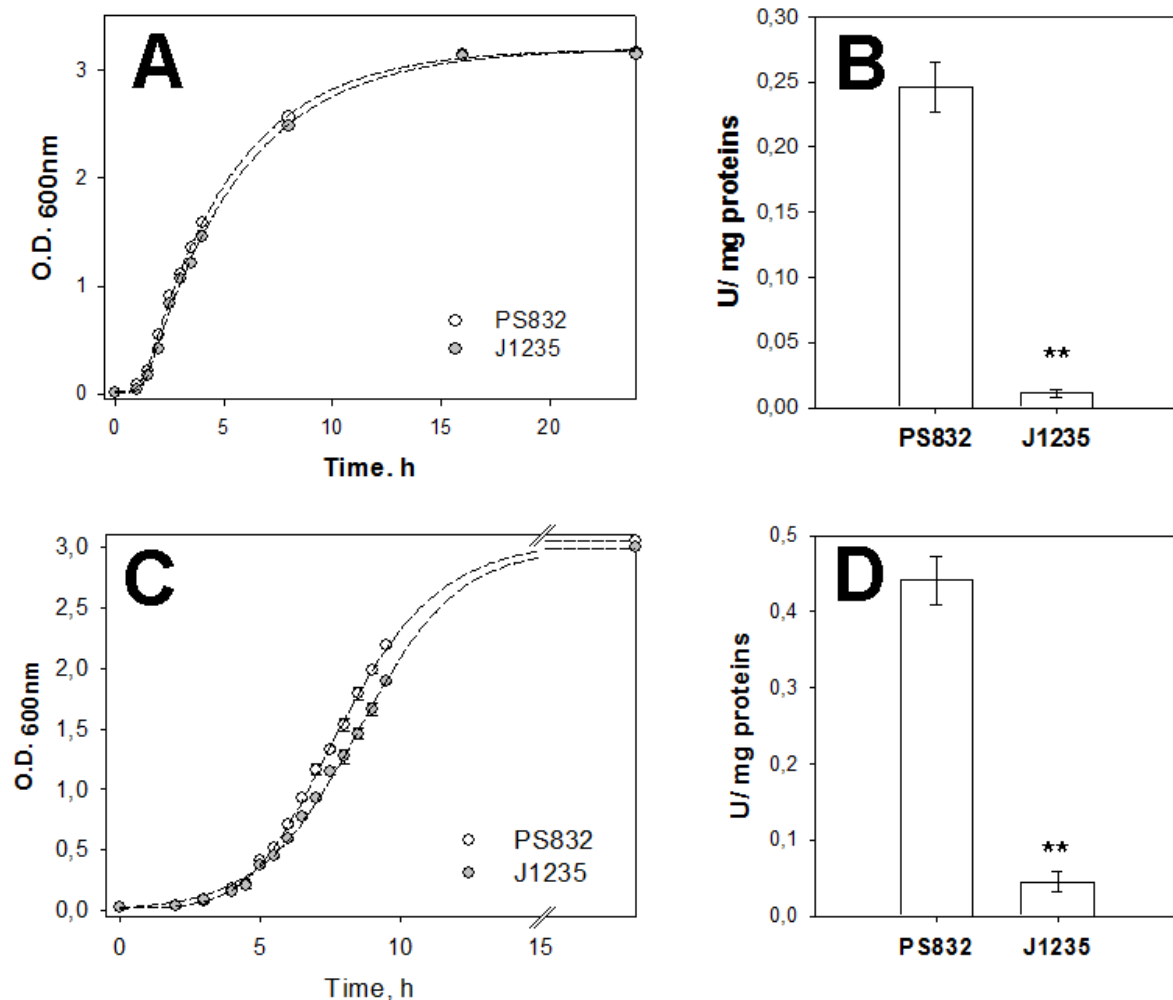 A
3
2
1
0
O.D. 600nm
0 5 10 15 20
Time. h
PS832
J1235
B
0,30
0,25
0,20
0,15
0,10
0,05
0,00
U/ mg proteins
**
PS832 J1235
C
3,0
2,5
2,0
1,5
1,0
0,5
0,0
O.D. 600nm
0 5 10 15
Time, h
PS832
J1235
D
0,5
0,4
0,3
0,2
0,1
0,0
U/ mg proteins
**
PS832 J1235